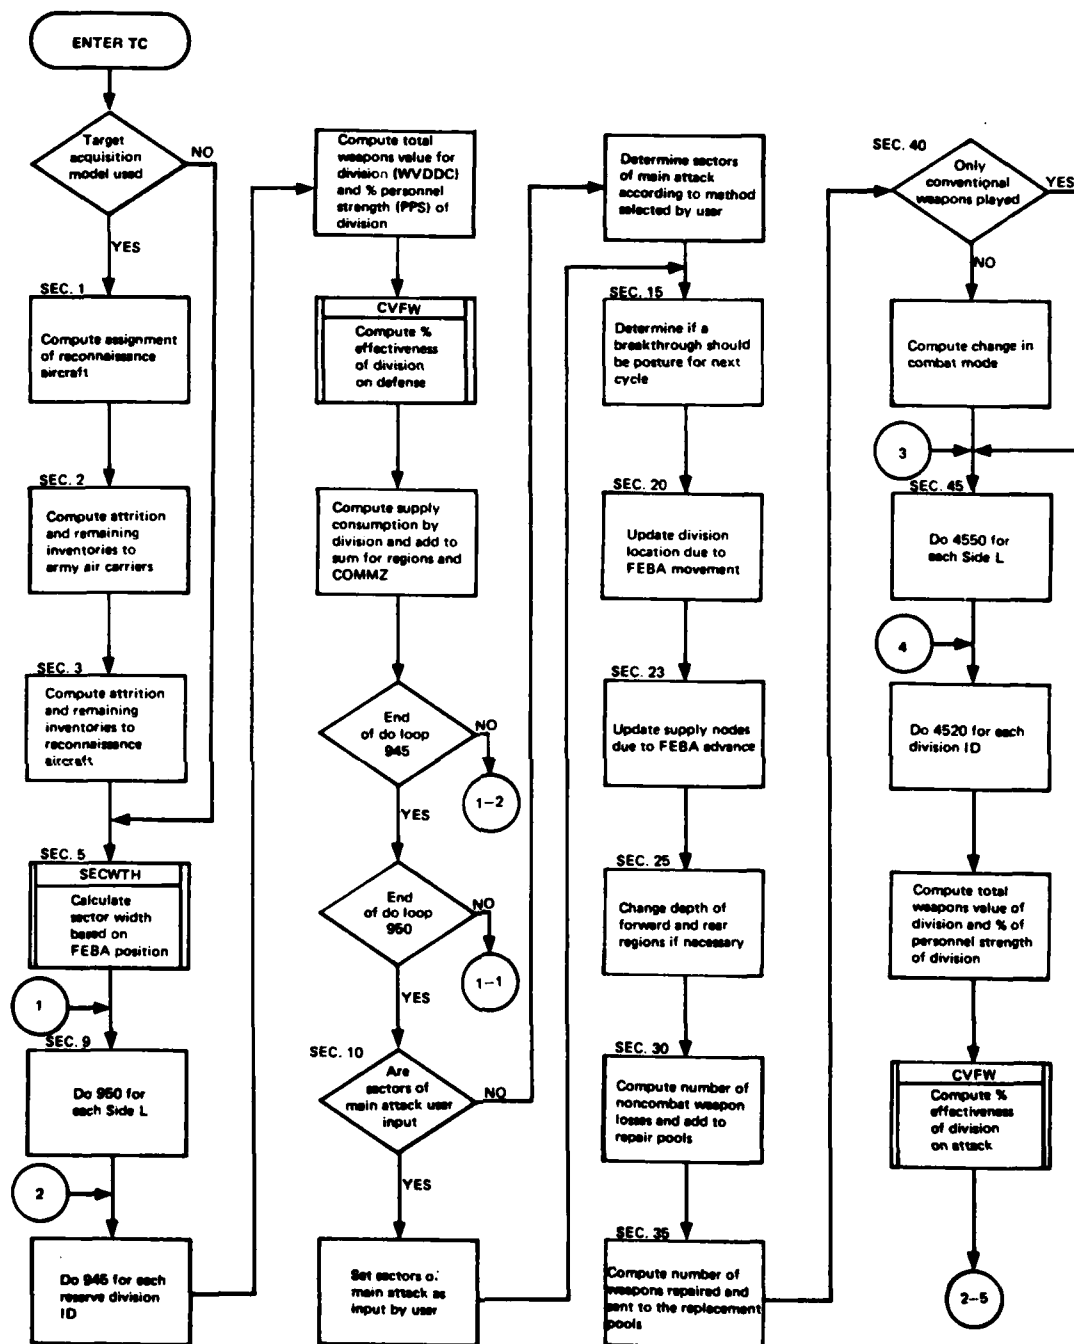 ENTER TC
Target
acquisition
model used
NO
YES
SEC. 1
Compute assignment
of reconnaissance
aircraft
SEC. 2
Compute attrition
and remaining
inventories to
army air carriers
SEC. 3
Compute attrition
and remaining
inventories to
reconnaissance
aircraft
SEC. 5
SECWTH
Calculate
sector width
based on
FEBA position
1
SEC. 9
Do 950 for
each Side L
2
Do 945 for each
reserve division
ID
Compute total
weapons value for
division (WVDDC)
and % personnel
strength (PPS) of
division
CVFW
Compute %
effectiveness
of division
on defense
Compute supply
consumption by
division and add to
sum for regions and
COMMZ
End
of do loop
945
NO
1-2
YES
End
of do loop
950
NO
1-1
YES
SEC. 10
Are
sectors of
main attack user
input
NO
YES
Set sectors of
main attack as
input by user
Determine sectors
of main attack
according to method
selected by user
SEC. 15
Determine if a
breakthrough should
be posture for next
cycle
SEC. 20
Update division
location due to
FEBA movement
SEC. 23
Update supply nodes
due to FEBA advance
SEC. 25
Change depth of
forward and rear
regions if necessary
SEC. 30
Compute number of
noncombat weapon
losses and add to
repair pools
SEC. 35
Compute number of
weapons repaired and
sent to the replacement
pools
SEC. 40
Only
conventional
weapons played
YES
NO
Compute change in
combat mode
3
SEC. 45
Do 4550 for
each Side L
4
Do 4520 for each
division ID
Compute total
weapons value of
division and % of
personnel strength
of division
CVFW
Compute %
effectiveness
of division
on attack
2-5